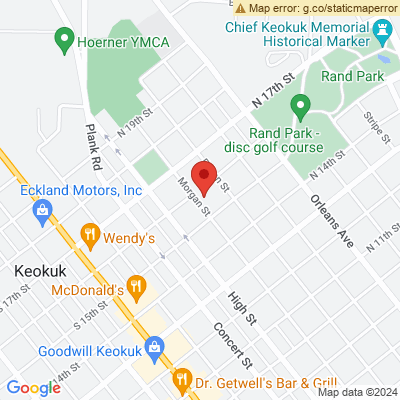 Map error: g.co/staticmaperror
Hoerner YMCA
Chief Keokuk Memorial
Historical Marker
Rand Park
N 17th St
N 19th St
Plank Rd
Rand Park -
disc golf course
Stripe St
N 14th St
Morgan St
Orleans Ave
Eckland Motors, Inc
Wendy's
N 11th St
Keokuk
McDonald's
S 17th St
S 15th St
High St
Concert St
Goodwill Keokuk
14th St
Dr. Getwell's Bar & Grill
Google
Map data ©2024